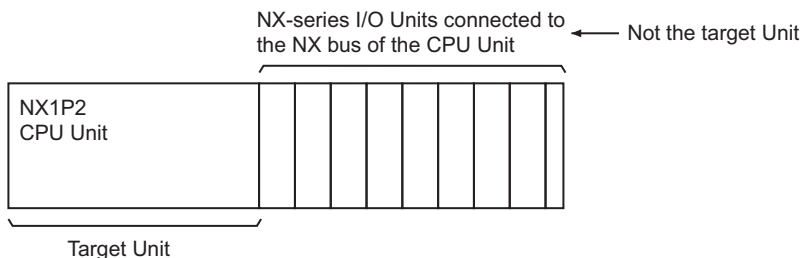 NX-series I/O Units connected to
the NX bus of the CPU Unit
Not the target Unit
NX1P2
CPU Unit
Target Unit